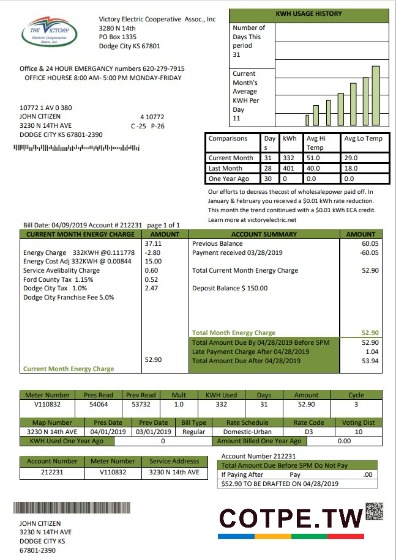 THE VICTORY
Electric Cooperative
Assoc., Inc
Victory Electric Cooperative Assoc., Inc
3280 N 14th
PO Box 1335
Dodge City KS 67801
Office & 24 HOUR EMERGANCY numbers 620-279-7915
OFFICE HOURSE 8:00 AM- 5:00 PM MONDAY-FRIDAY
10772 1 AV 0 380
JOHN CITIZEN 4 10772
3230 N 14TH AVE C -25 P-26
DODGE CITY KS 67801-2390
KWH USAGE HISTORY
Number of
Days This
period
31
Current
Month's
Average
KWH Per
Day
11
Comparisons Day s kWh Avg Hi Temp Avg Lo Temp
Current Month 31 332 51.0 29.0
Last Month 28 401 40.0 18.0
One Year Ago 30 0 0.0 0.0
Our efforts to decreas thecost of wholesalepower paid off. In
January & February you received a $0.01 kWh rate reduction.
This month the trend continued with a $0.01 kWh ECA credit.
Learn more at victoryelectric.net
Bill Date: 04/09/2019 Account # 212231 page 1 of 1
CURRENT MONTH ENERGY CHARGE AMOUNT ACCOUNT SUMMARY AMOUNT
37.11 Previous Balance 60.05
Energy Charge 332KWH @0.111778 -2.80 Payment received 03/28/2019 -60.05
Energy Cost Adj 332KWH @ 0.00844 15.00
Service Avelibality Charge 0.60 Total Current Month Energy Charge 52.90
Ford County Tax 1.15% 0.52
Dodge City Tax 1.0% 2.47 Deposit Balance $ 150.00
Dodge City Franchise Fee 5.0%
Total Month Energy Charge 52.90
Total Amount Due By 04/28/2019 Before 5PM 52.90
52.90 Late Payment Charge After 04/28/2019 1.04
Current Month Energy Charge Total Amount Due After 04/28/2019 53.94
Meter Number Pres Read Prev Read Mult kWh Used Days Amount Cycle
V110832 54064 53732 1.0 332 31 52.90 3
Map Number Pres Date Prev Date Bill Type Rate Schedule Rate Code Voting Dist
3230 N 14th AVE 04/01/2019 03/01/2019 Regular Domestic-Urban D3 10
KWH Used One Year Ago 0 Amount Billed One Year Ago 0.00
Account Number Meter Number Service Addresss
212231 V110832 3230 N 14TH AVE
Account Number 212231
Total Amount Due Before 5PM Do Not Pay
If Paying After Pay .00
$52.90 TO BE DRAFTED ON 04/28/2019
JOHN CITIZEN
3230 N 14TH AVE
DODGE CITY KS
67801-2390
COTPE.TW